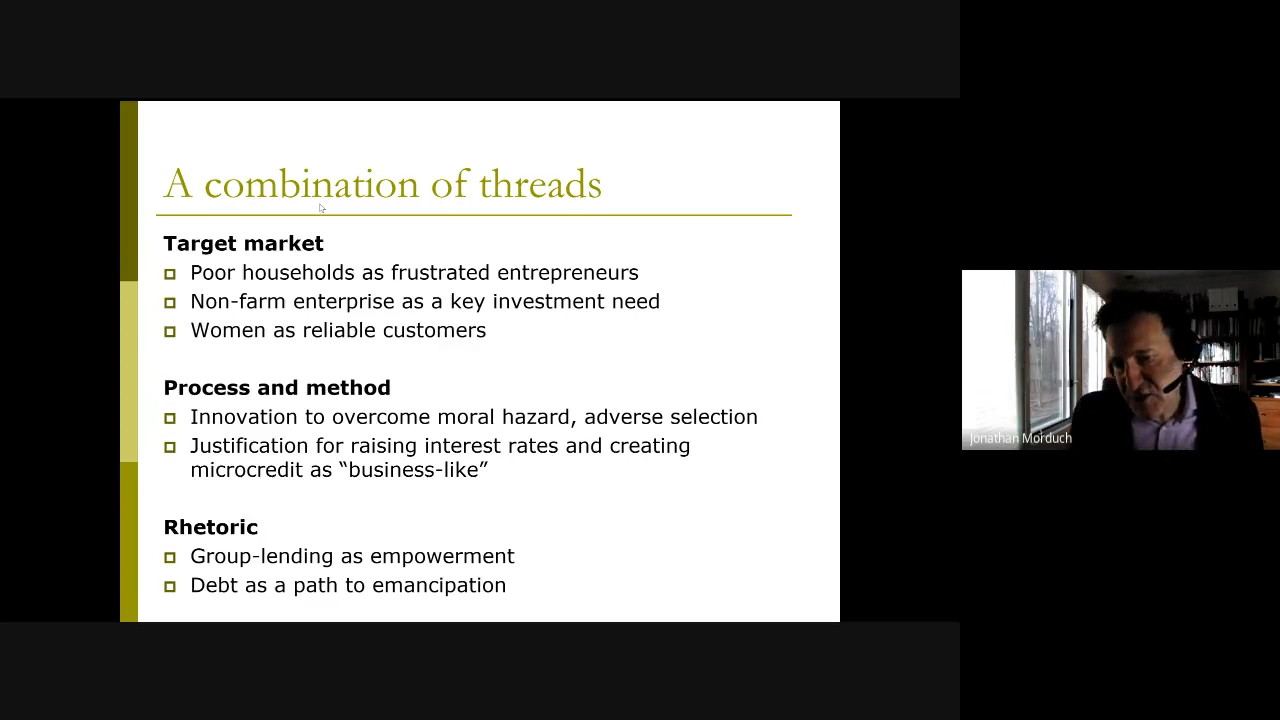 A combination of threads
Target market
Poor households as frustrated entrepreneurs
Non-farm enterprise as a key investment need
Women as reliable customers
Process and method
Innovation to overcome moral hazard, adverse selection
Justification for raising interest rates and creating
microcredit as “business-like”
Rhetoric
Group-lending as empowerment
Debt as a path to emancipation
Jonathan Morduch